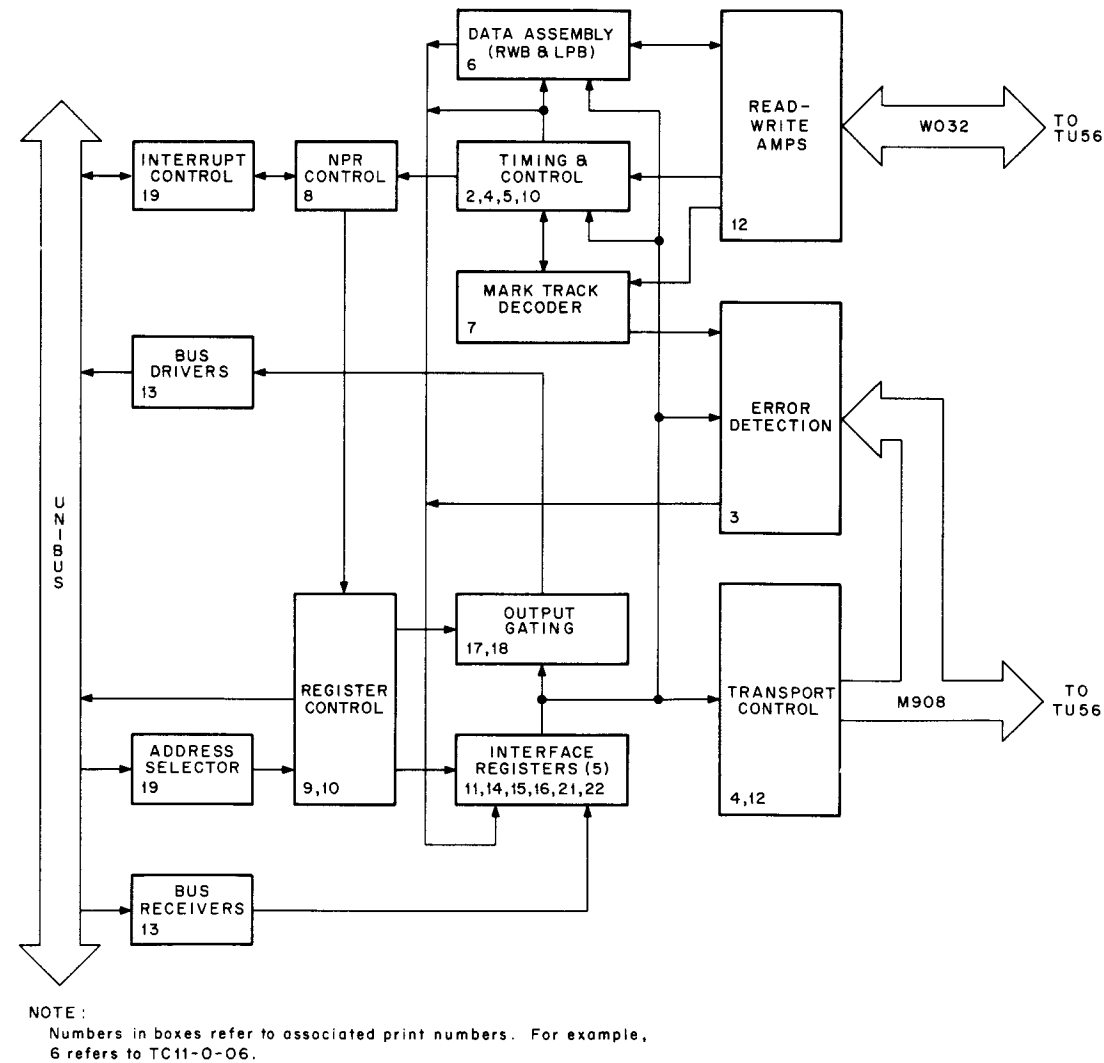 DATA ASSEMBLY
(RWB & LPB)
6
READ-
WRITE
AMPS
12
W032
TO
TU56
INTERRUPT
CONTROL
19
NPR
CONTROL
8
TIMING &
CONTROL
2,4,5,10
MARK TRACK
DECODER
7
BUS
DRIVERS
13
ERROR
DETECTION
3
UNIBUS
REGISTER
CONTROL
9,10
OUTPUT
GATING
17,18
TRANSPORT
CONTROL
4,12
M908
TO
TU56
ADDRESS
SELECTOR
19
INTERFACE
REGISTERS (5)
11,14,15,16,21,22
BUS
RECEIVERS
13
NOTE:
Numbers in boxes refer to associated print numbers. For example,
6 refers to TC11-0-06.